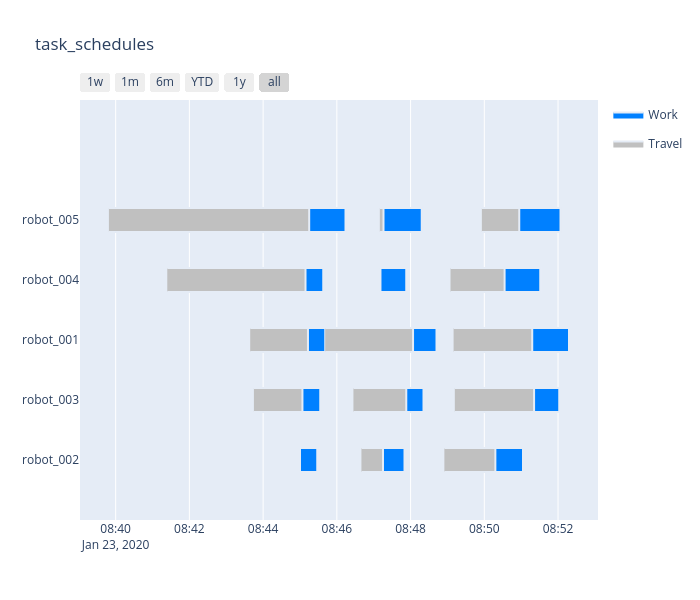 task_schedules
1w 1m 6m YTD 1y all
Work
Travel
robot_005
robot_004
robot_001
robot_003
robot_002
08:40 08:42 08:44 08:46 08:48 08:50 08:52
Jan 23, 2020